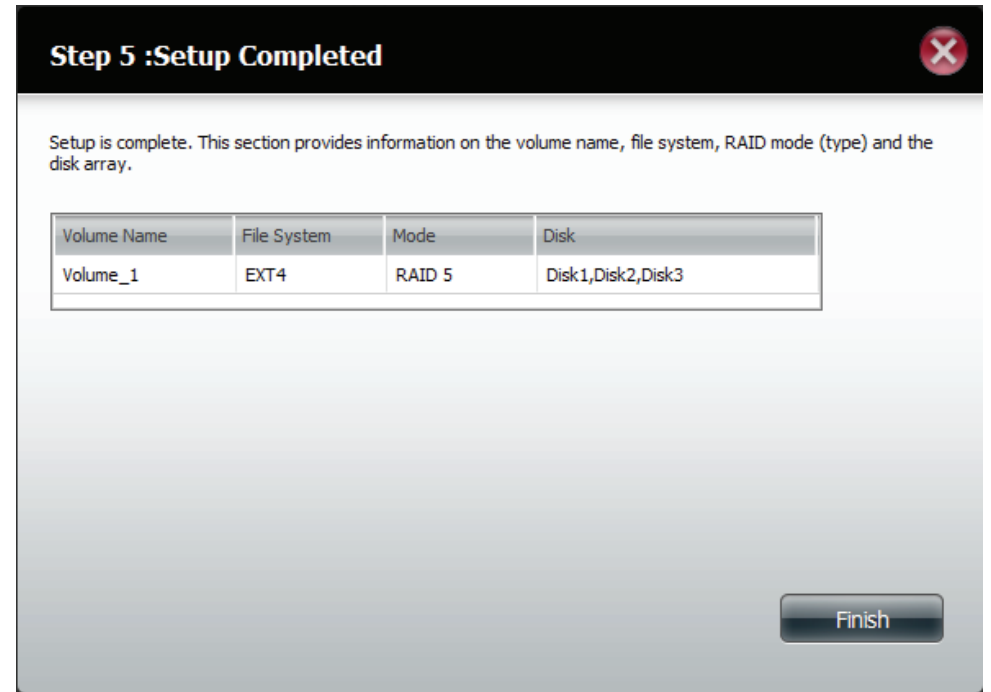 Step 5 :Setup Completed
Setup is complete. This section provides information on the volume name, file system, RAID mode (type) and the
disk array.
Volume Name File System Mode Disk
Volume_1 EXT4 RAID 5 Disk1,Disk2,Disk3
Finish